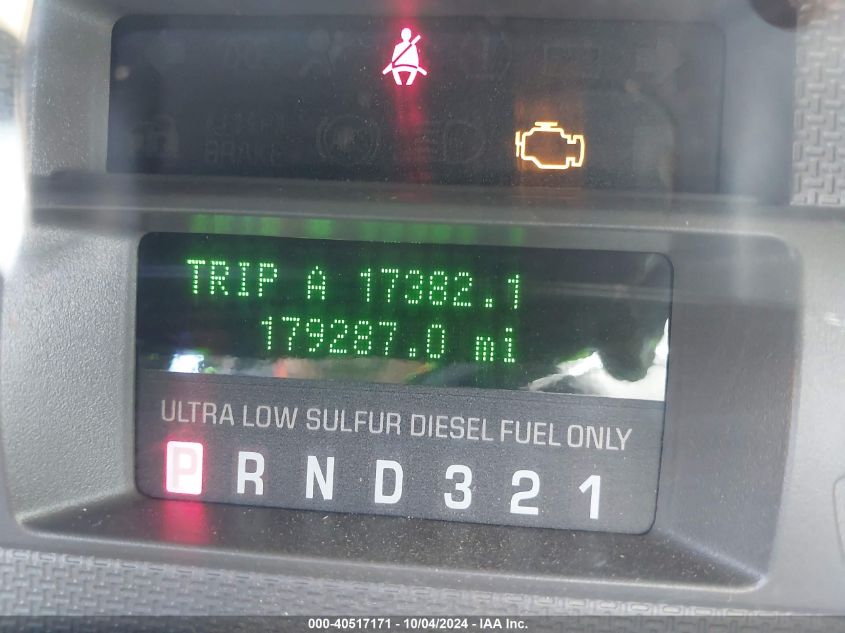 TRIP A 17382.1
179287.0 mi
ULTRA LOW SULFUR DIESEL FUEL ONLY
P R N D 3 2 1
000-40517171 - 10/04/2024 - IAA Inc.